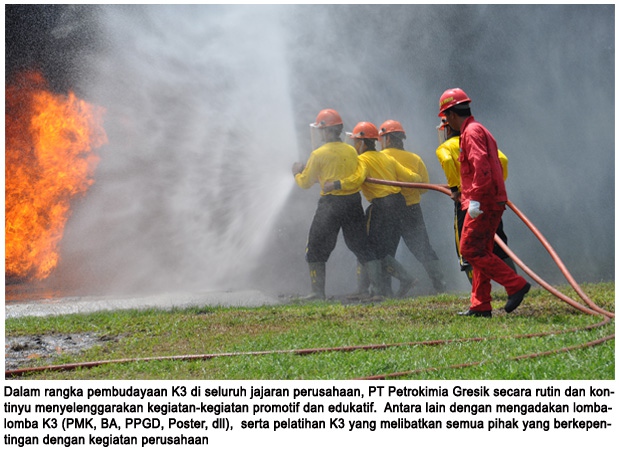 Dalam rangka pembudayaan K3 di seluruh jajaran perusahaan, PT Petrokimia Gresik secara rutin dan kon-
tinyu menyelenggarakan kegiatan-kegiatan promotif dan edukatif. Antara lain dengan mengadakan lomba-
lomba K3 (PMK, BA, PPGD, Poster, dll), serta pelatihan K3 yang melibatkan semua pihak yang berkepen-
tingan dengan kegiatan perusahaan